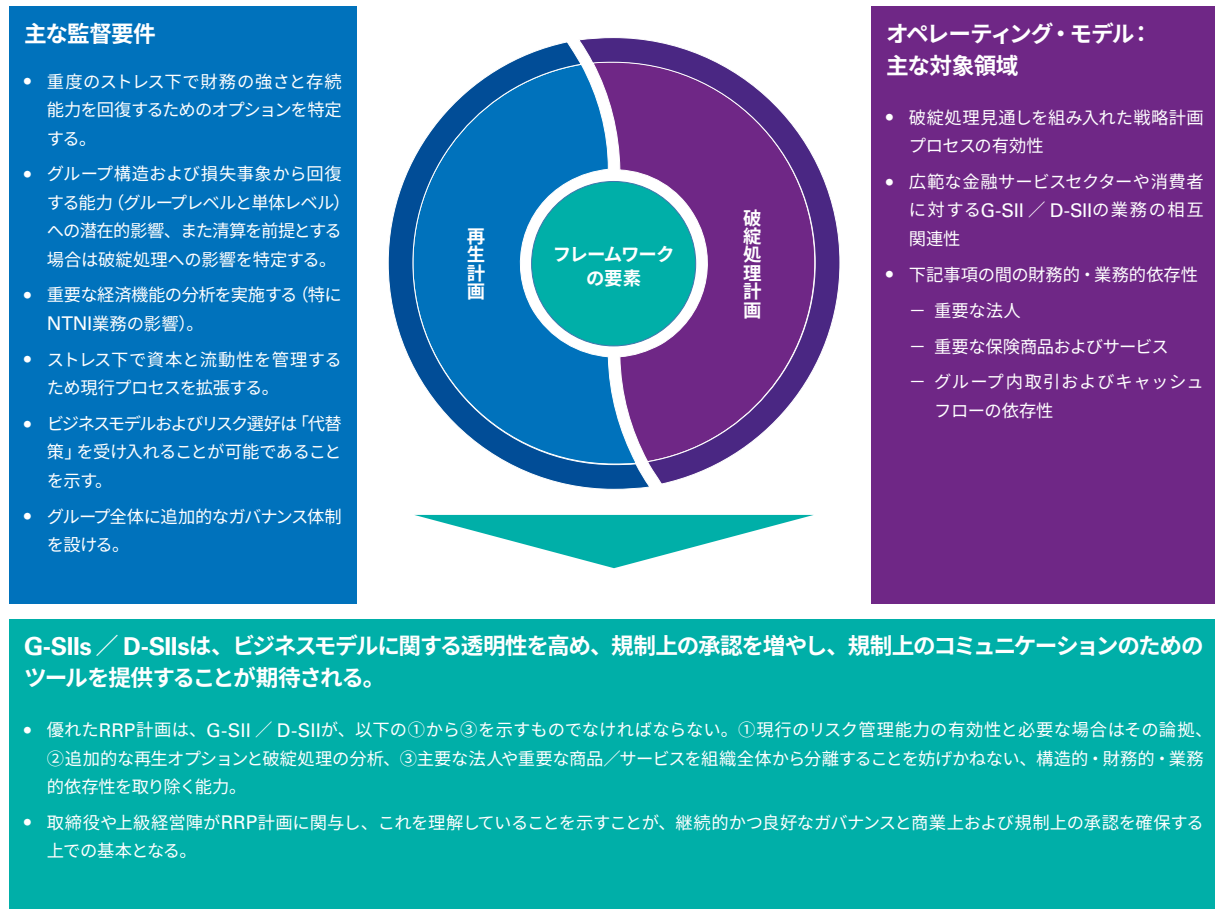 主な監督要件
● 重度のストレス下で財務の強さと存続
能力を回復するためのオプションを特定
する。
● グループ構造および損失事象から回復
する能力（グループレベルと単体レベル）
への潜在的影響、また清算を前提とする
場合は破綻処理への影響を特定する。
● 重要な経済機能の分析を実施する（特に
NTNI業務の影響）。
● ストレス下で資本と流動性を管理する
ため現行プロセスを拡張する。
● ビジネスモデルおよびリスク選好は「代替
策」を受け入れることが可能であること
を示す。
● グループ全体に追加的なガバナンス体制
を設ける。
再生計画
フレームワーク
の要素
破綻処理計画
オペレーティング・モデル：
主な対象領域
● 破綻処理見通しを組み入れた戦略計画
プロセスの有効性
● 広範な金融サービスセクターや消費者
に対するG-SII ／ D-SIIの業務の相互
関連性
● 下記事項の間の財務的・業務的依存性
－ 重要な法人
－ 重要な保険商品およびサービス
－ グループ内取引およびキャッシュ
フローの依存性
G-SIIs ／ D-SIIsは、ビジネスモデルに関する透明性を高め、規制上の承認を増やし、規制上のコミュニケーションのための
ツールを提供することが期待される。
● 優れたRRP計画は、G-SII ／ D-SIIが、以下の①から③を示すものでなければならない。①現行のリスク管理能力の有効性と必要な場合はその論拠、
②追加的な再生オプションと破綻処理の分析、③主要な法人や重要な商品／サービスを組織全体から分離することを妨げかねない、構造的・財務的・業務
的依存性を取り除く能力。
● 取締役や上級経営陣がRRP計画に関与し、これを理解していることを示すことが、継続的かつ良好なガバナンスと商業上および規制上の承認を確保する
上での基本となる。